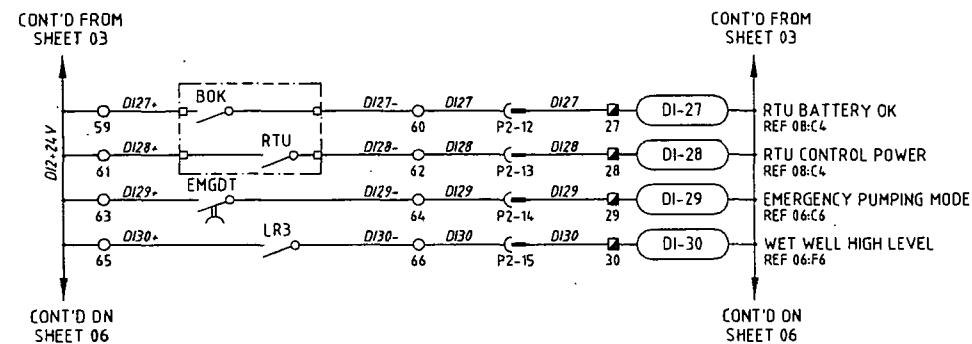 CONT'D FROM
SHEET 03
CONT'D FROM
SHEET 03
DI2+24V
DI27+ BOK DI27- DI27 DI27 DI-27 RTU BATTERY OK
59 60 P2-12 27 REF 08:C4
DI28+ RTU DI28- DI28 DI28 DI-28 RTU CONTROL POWER
61 62 P2-13 28 REF 08:C4
DI29+ EMGDT DI29- DI29 DI29 DI-29 EMERGENCY PUMPING MODE
63 64 P2-14 29 REF 06:C6
DI30+ LR3 DI30- DI30 DI30 DI-30 WET WELL HIGH LEVEL
65 66 P2-15 30 REF 06:F6
CONT'D ON
SHEET 06
CONT'D ON
SHEET 06